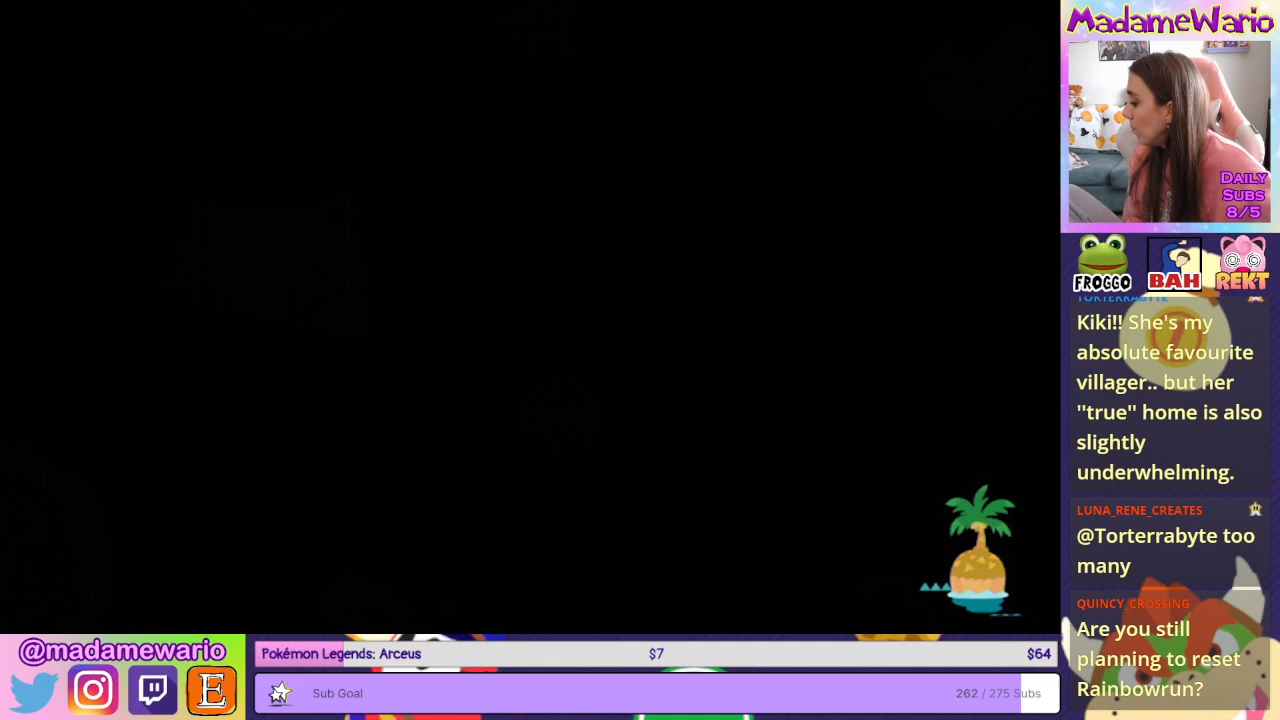 MadameWario
Daily
Subs
8/5
FROGGO
BAH
REKT
TORTERRABYTE
Kiki!! She's my
absolute favourite
villager.. but her
"true" home is also
slightly
underwhelming.
LUNA_RENE_CREATES
@Torterrabyte too
many
QUINCY_CROSSING
Are you still
planning to reset
Rainbowrun?
@madamewario
Pokémon Legends: Arceus $7 $64
Sub Goal 262 / 275 Subs
E